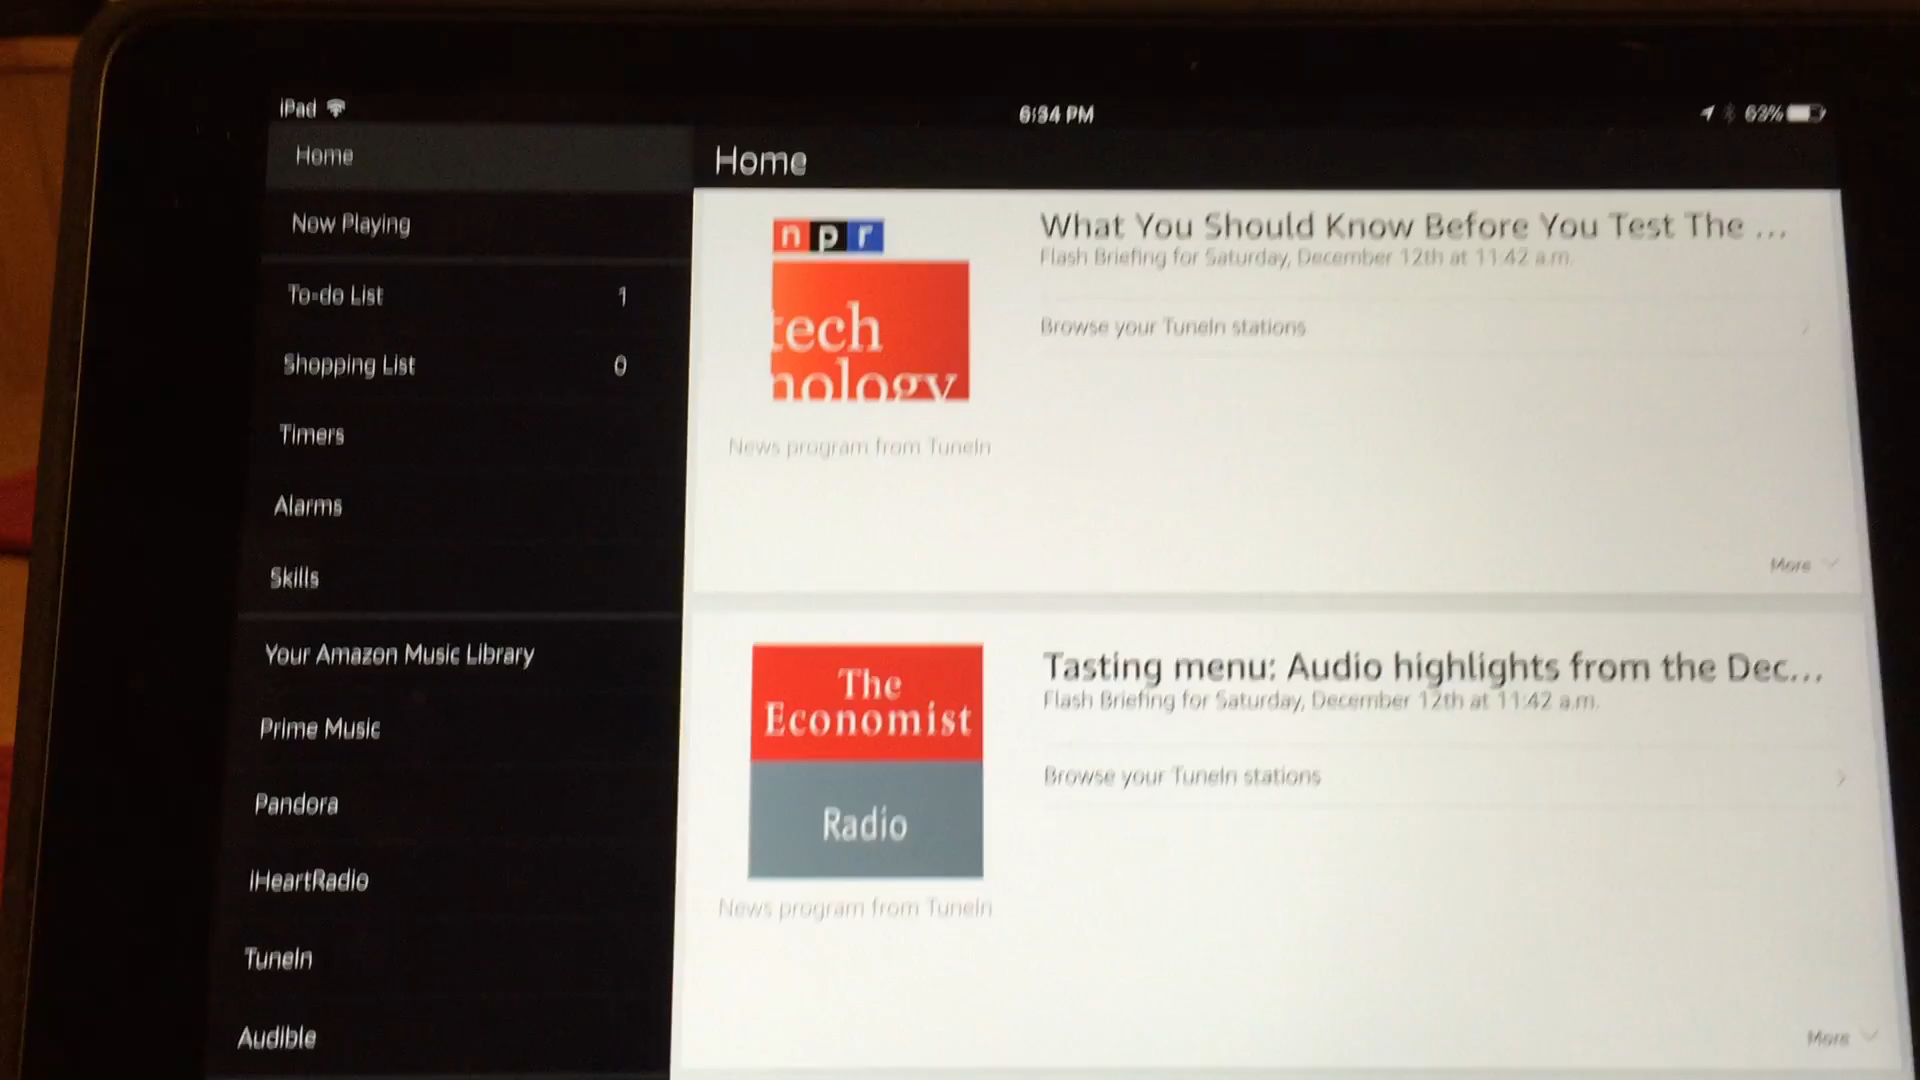 iPad
6:34 PM
63%
Home
Now Playing
To-do List 1
Shopping List 0
Timers
Alarms
Skills
Your Amazon Music Library
Prime Music
Pandora
iHeartRadio
TuneIn
Audible
Home
npr
tech
nology
News program from TuneIn
What You Should Know Before You Test The ...
Flash Briefing for Saturday, December 12th at 11:42 a.m.
Browse your TuneIn stations
More
The
Economist
Radio
News program from TuneIn
Tasting menu: Audio highlights from the Dec...
Flash Briefing for Saturday, December 12th at 11:42 a.m.
Browse your TuneIn stations
More